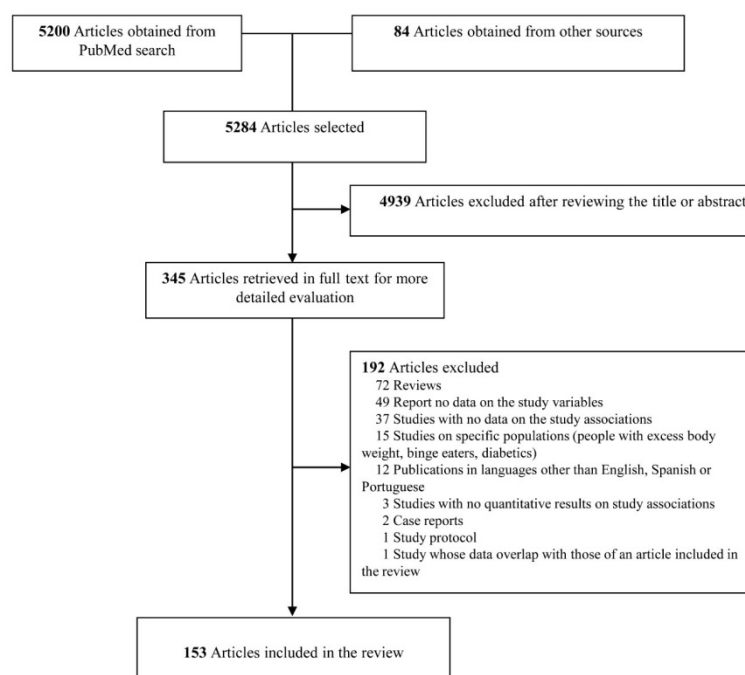 5200 Articles obtained from
PubMed search
84 Articles obtained from other sources
5284 Articles selected
4939 Articles excluded after reviewing the title or abstract
345 Articles retrieved in full text for more
detailed evaluation
192 Articles excluded
72 Reviews
49 Report no data on the study variables
37 Studies with no data on the study associations
15 Studies on specific populations (people with excess body
weight, binge eaters, diabetics)
12 Publications in languages other than English, Spanish or
Portuguese
3 Studies with no quantitative results on study associations
2 Case reports
1 Study protocol
1 Study whose data overlap with those of an article included in
the review
153 Articles included in the review